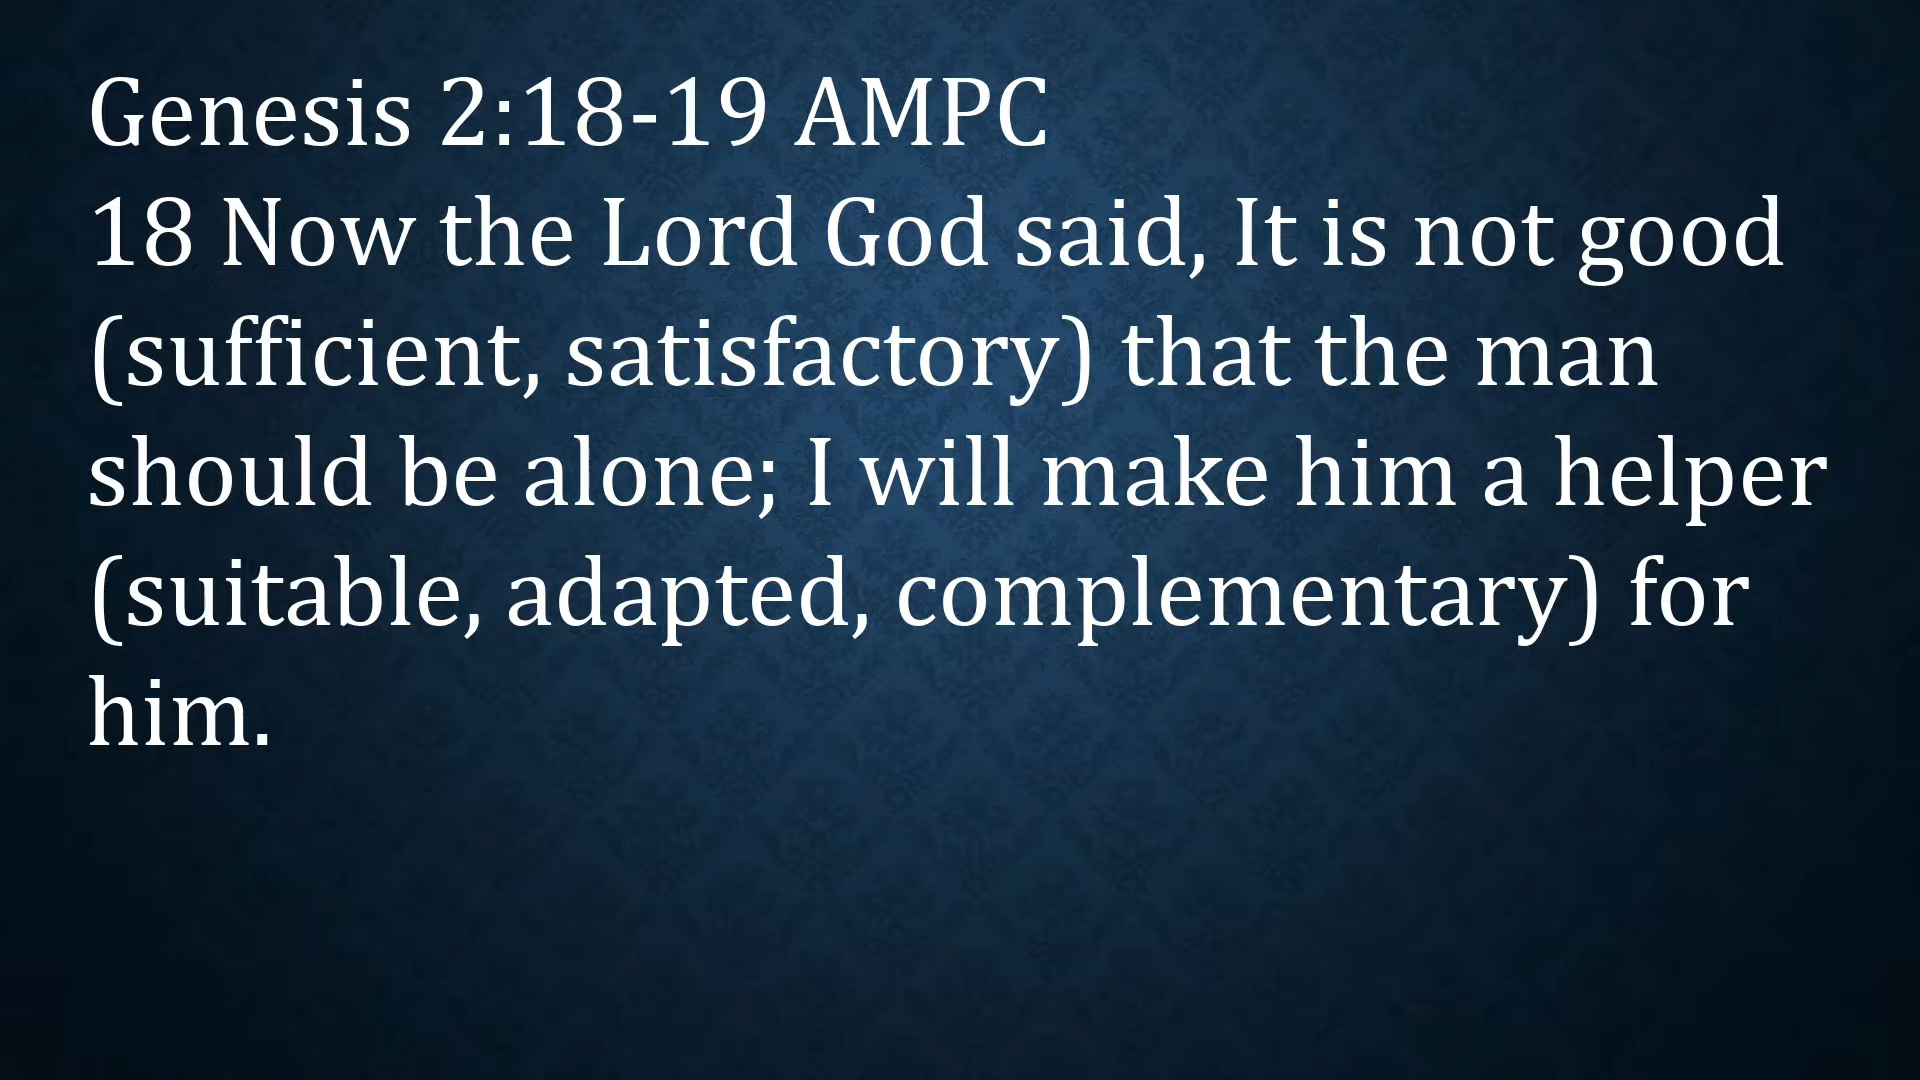 Genesis 2:18-19 AMPC
18 Now the Lord God said, It is not good
(sufficient, satisfactory) that the man
should be alone; I will make him a helper
(suitable, adapted, complementary) for
him.